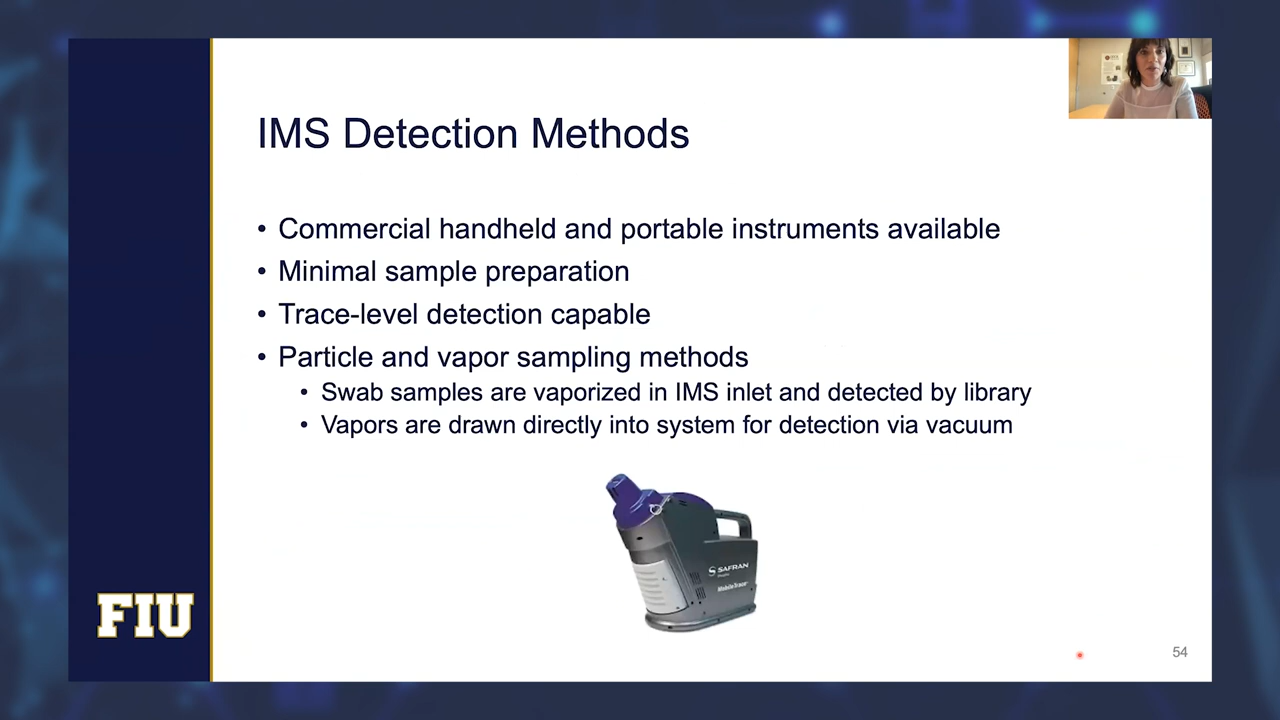 IMS Detection Methods
• Commercial handheld and portable instruments available
• Minimal sample preparation
• Trace-level detection capable
• Particle and vapor sampling methods
• Swab samples are vaporized in IMS inlet and detected by library
• Vapors are drawn directly into system for detection via vacuum
SAFRAN
MobileTrace
FIU
54